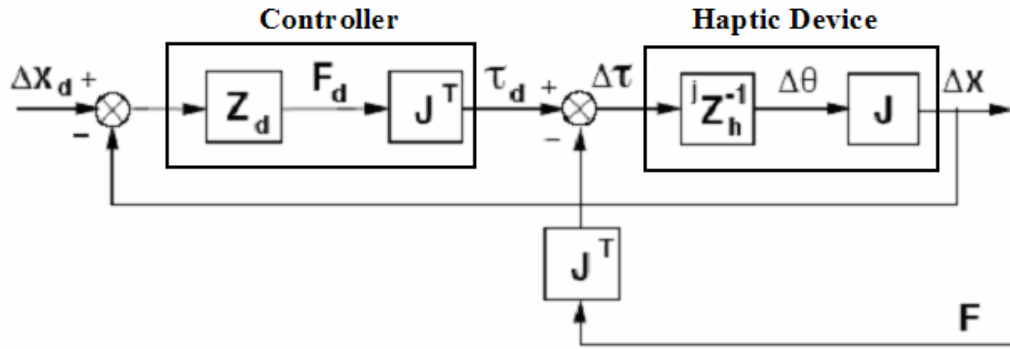 Controller
Haptic Device
ΔX_d + −
Z_d
F_d
J^T
τ_d + −
Δτ
^jZ_h^{-1}
Δθ
J
ΔX
J^T
F